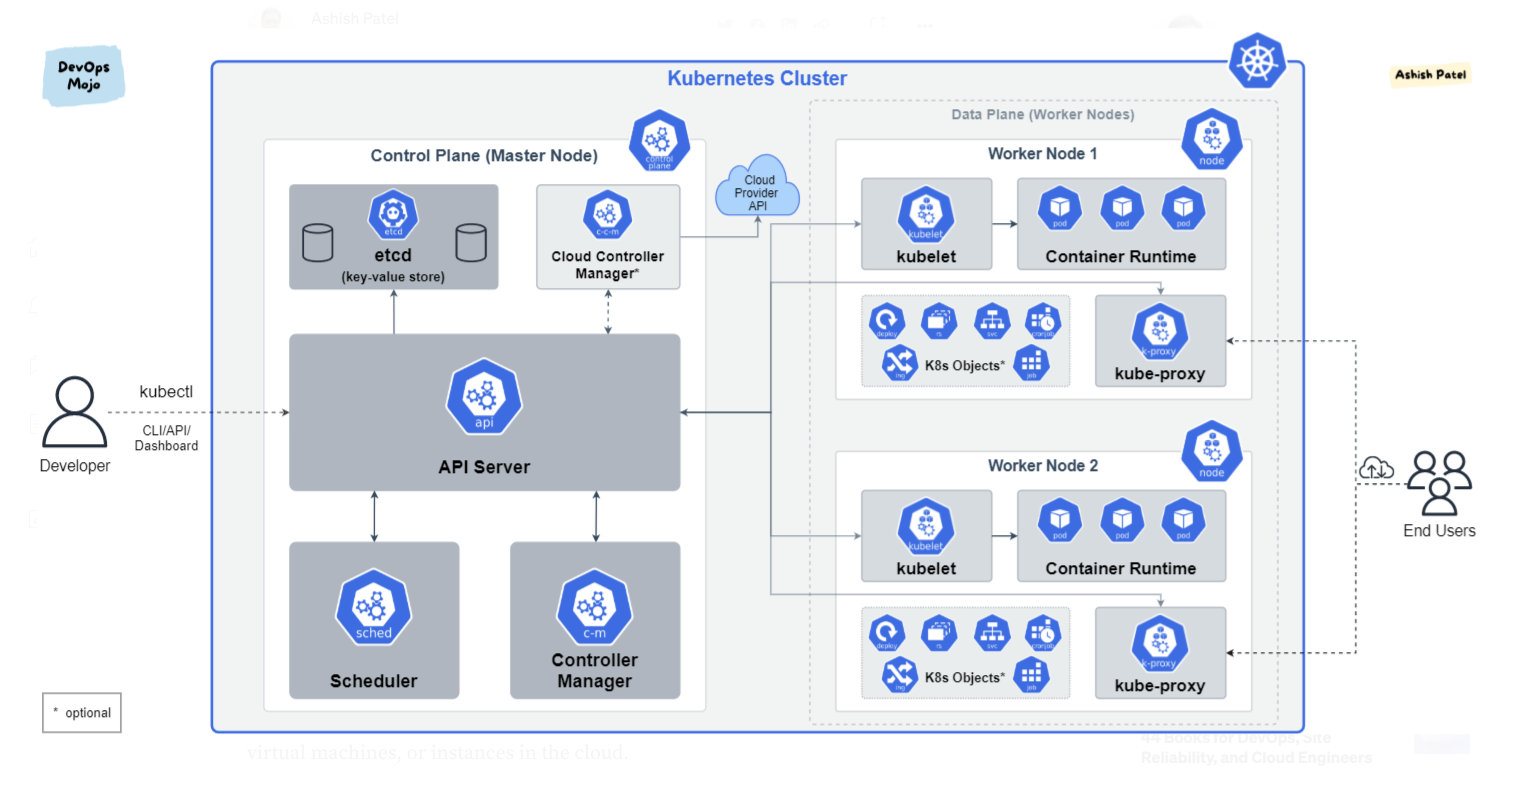 Ashish Patel
DevOps
Mojo
Ashish Patel
Kubernetes Cluster
Control Plane (Master Node)
control
plane
etcd
etcd
(key-value store)
c-c-m
Cloud Controller
Manager*
Cloud
Provider
API
api
API Server
kubectl
CLI/API/
Dashboard
Developer
sched
Scheduler
c-m
Controller
Manager
Data Plane (Worker Nodes)
Worker Node 1
node
kubelet
kubelet
pod
pod
pod
Container Runtime
deploy
rs
svc
cronjob
ing
K8s Objects*
job
k-proxy
kube-proxy
Worker Node 2
node
kubelet
kubelet
pod
pod
pod
Container Runtime
deploy
rs
svc
cronjob
ing
K8s Objects*
job
k-proxy
kube-proxy
End Users
* optional
virtual machines, or instances in the cloud.
44 Books for DevOps, Site
Reliability, and Cloud Engineers